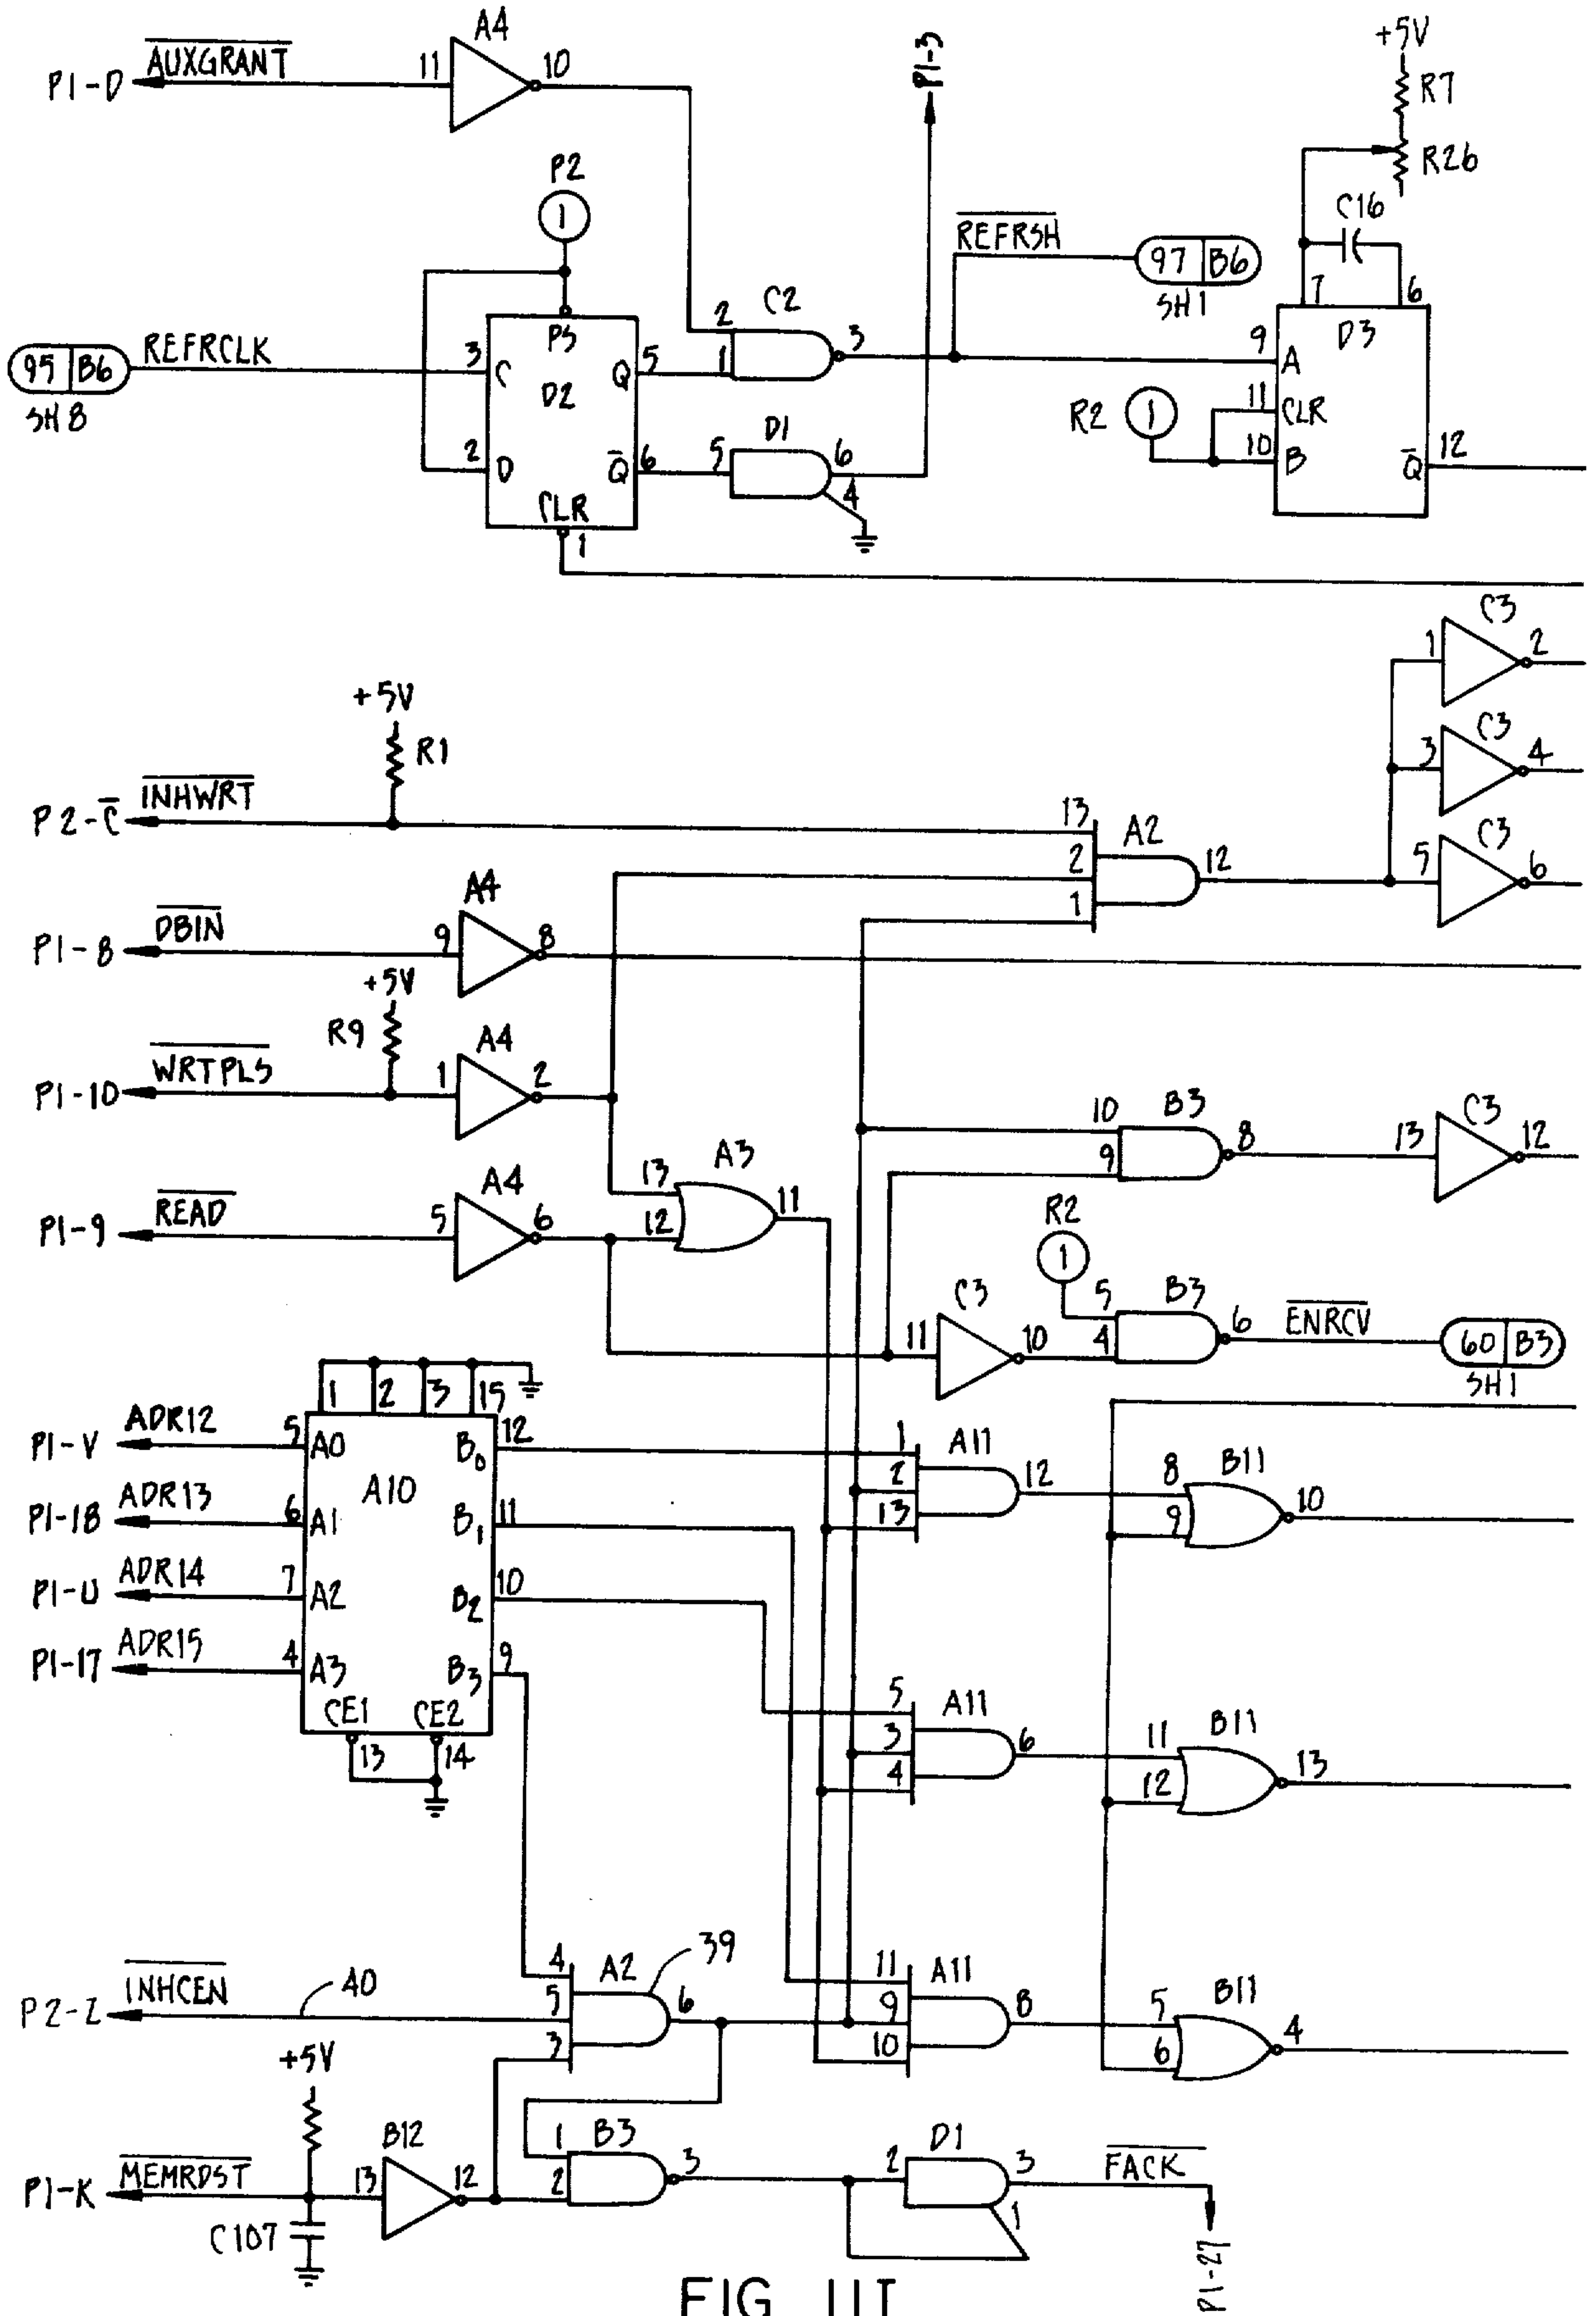 A4
AUXGRANT
P1-D
11
10
P1-3
+5V
R7
R26
P2
1
C16
REFRSH
97 B6
SH1
7
6
REFRCLK
95 B6
SH8
3
C
PS
D2
Q
5
2
D
Q̅
6
CLR
1
2
1
C2
3
5
D1
6
4
9
A
D3
R2
1
11
CLR
10
B
Q̅
12
C3
1
2
C3
3
4
C3
5
6
+5V
R1
INHWRT
P2-C̅
13
2
1
A2
12
A4
DBIN
P1-8
9
8
+5V
R9
A4
WRTPLS
P1-10
1
2
10
9
B3
8
13
C3
12
A3
13
12
11
A4
READ
P1-9
5
6
R2
1
C3
11
10
5
4
B3
6
ENRCV
60 B3
SH1
1
2
3
15
P1-V
ADR12
5
A0
B0
12
A10
P1-18
ADR13
6
A1
B1
11
P1-U
ADR14
7
A2
B2
10
P1-17
ADR15
4
A3
B3
9
CE1
CE2
13
14
1
2
13
A11
12
8
9
B11
10
5
3
4
A11
6
11
12
B11
13
INHCEN
P2-Z
40
4
5
3
A2
39
6
11
9
10
A11
8
5
6
B11
4
+5V
MEMRDST
P1-K
C107
13
B12
12
1
2
B3
3
2
D1
3
1
FACK
P1-27
FIG. 11I